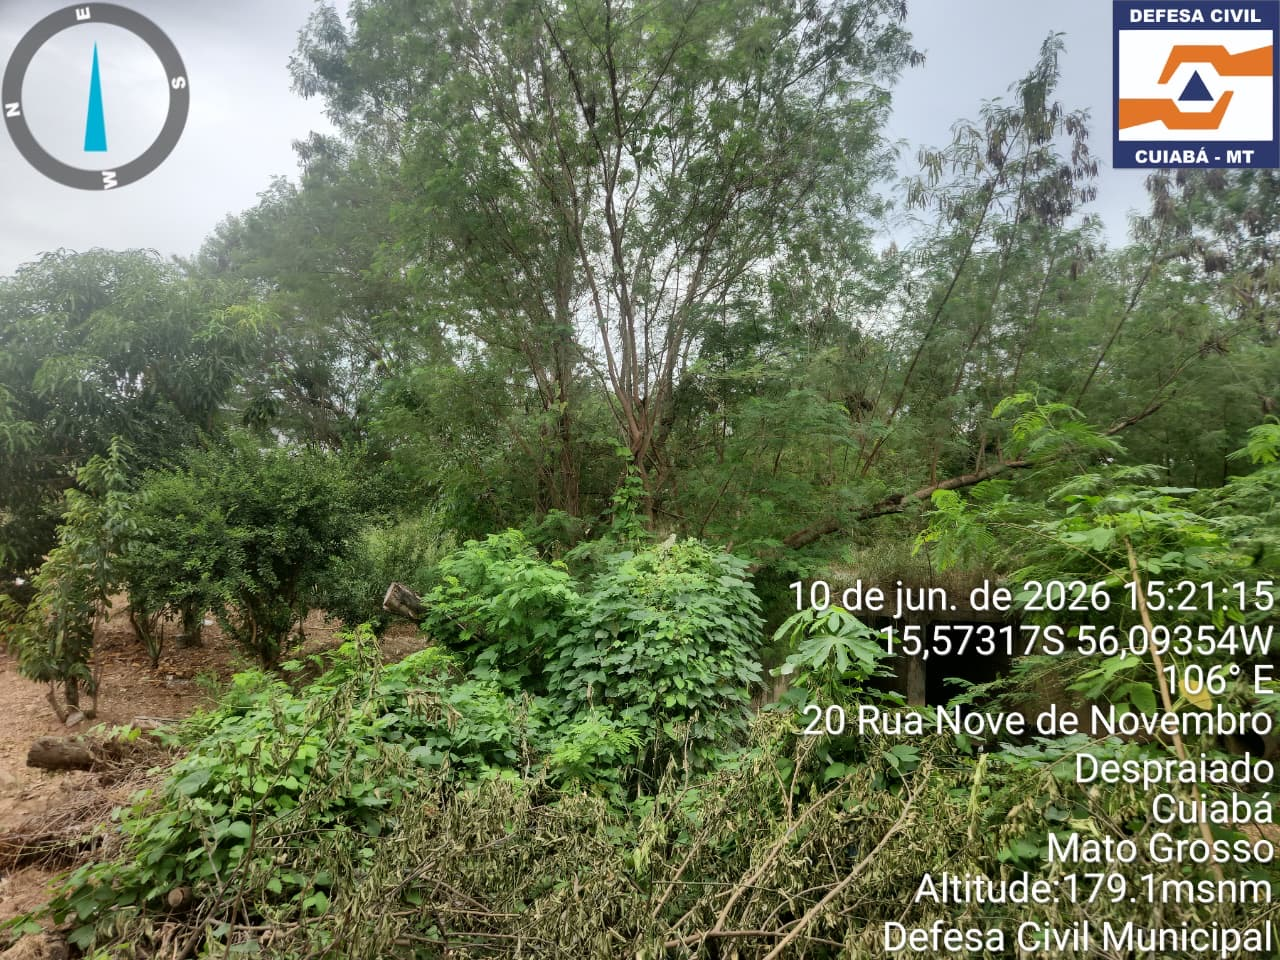 E
S
N
W
DEFESA CIVIL
CUIABÁ - MT
10 de jun. de 2026 15:21:15
15,57317S 56,09354W
106° E
20 Rua Nove de Novembro
Despraiado
Cuiabá
Mato Grosso
Altitude:179.1msnm
Defesa Civil Municipal